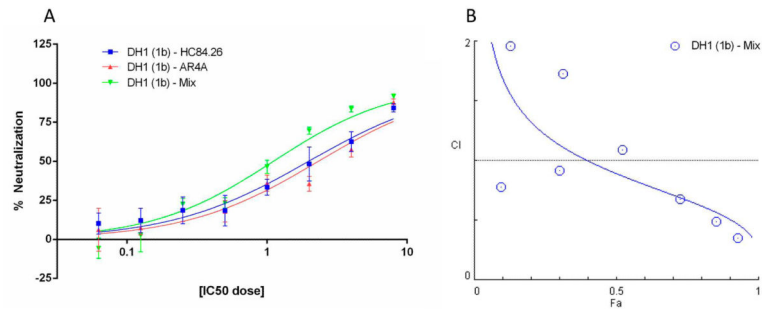 A
125
100
75
50
25
0
-25
% Neutralization
DH1 (1b) - HC84.26
DH1 (1b) - AR4A
DH1 (1b) - Mix
0.1
1
10
[IC50 dose]
B
2
CI
0
DH1 (1b) - Mix
0
0.5
1
Fa